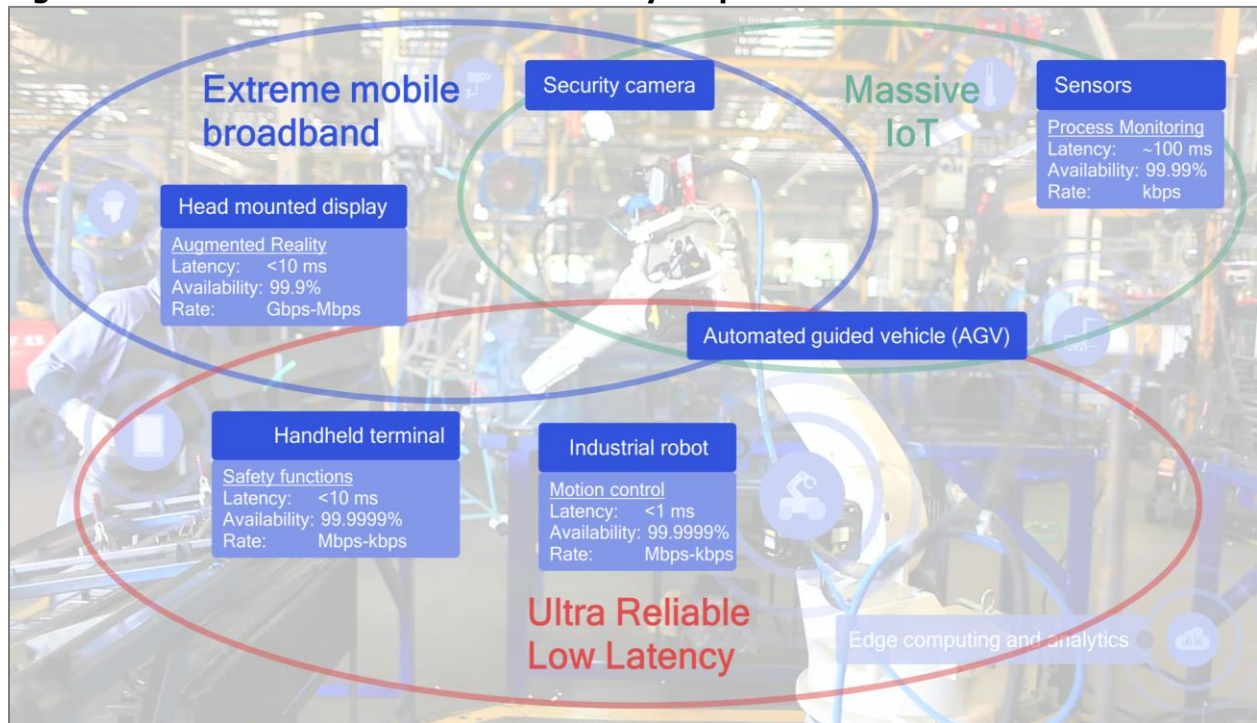 Extreme mobile
broadband
Security camera
Massive
IoT
Sensors
Process Monitoring
Latency: ~100 ms
Availability: 99.99%
Rate: kbps
Head mounted display
Augmented Reality
Latency: <10 ms
Availability: 99.9%
Rate: Gbps-Mbps
Automated guided vehicle (AGV)
Handheld terminal
Safety functions
Latency: <10 ms
Availability: 99.9999%
Rate: Mbps-kbps
Industrial robot
Motion control
Latency: <1 ms
Availability: 99.9999%
Rate: Mbps-kbps
Ultra Reliable
Low Latency
Edge computing and analytics